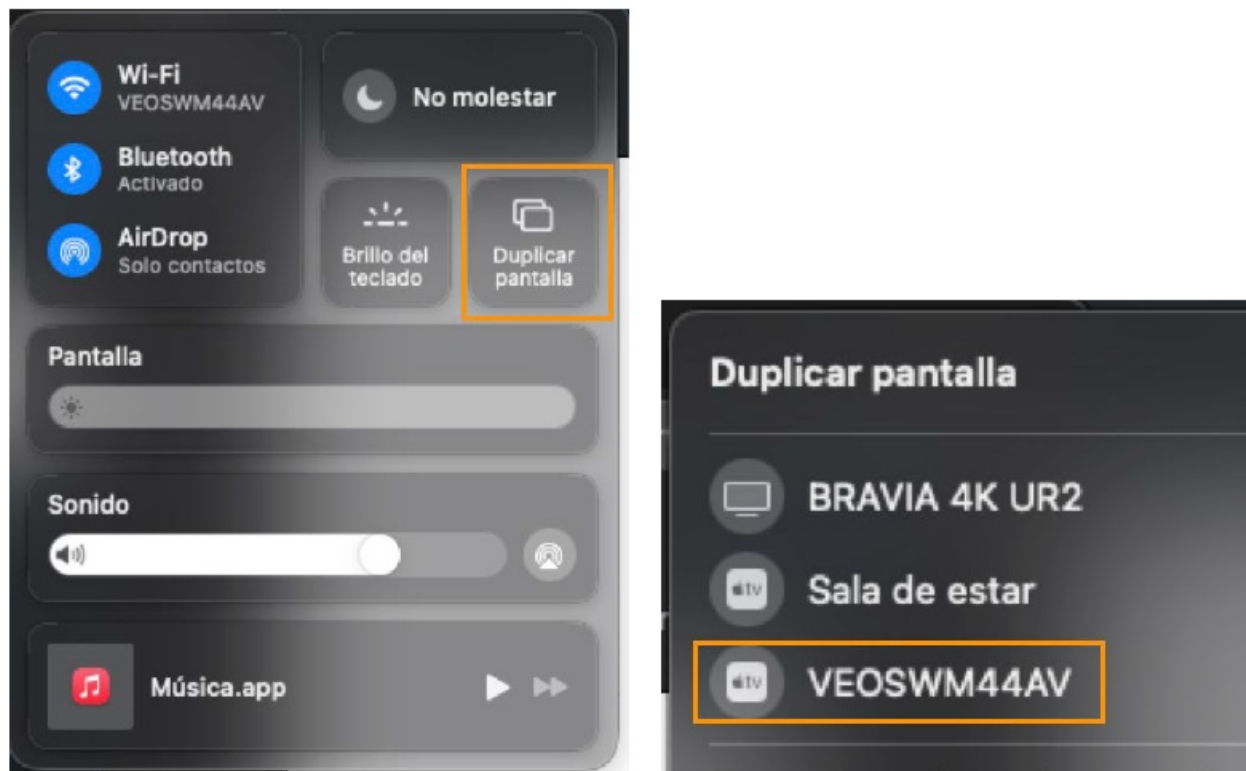 Wi-Fi
VEOSWM44AV
No molestar
Bluetooth
Activado
AirDrop
Solo contactos
Brillo del
teclado
Duplicar
pantalla
Pantalla
Sonido
Música.app
Duplicar pantalla
BRAVIA 4K UR2
tv
Sala de estar
tv
VEOSWM44AV